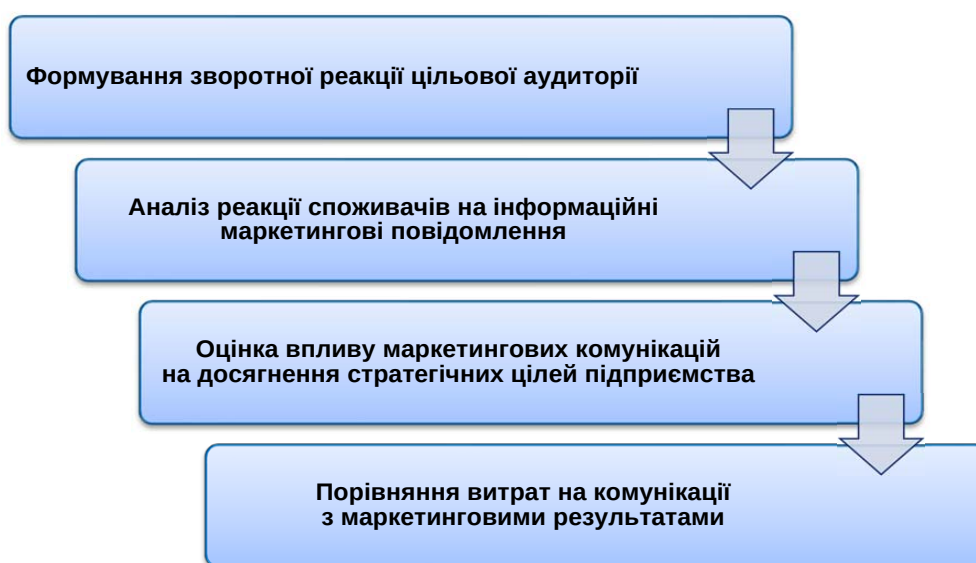 Формування зворотної реакції цільової аудиторії
Аналіз реакції споживачів на інформаційні
маркетингові повідомлення
Оцінка впливу маркетингових комунікацій
на досягнення стратегічних цілей підприємства
Порівняння витрат на комунікації
з маркетинговими результатами